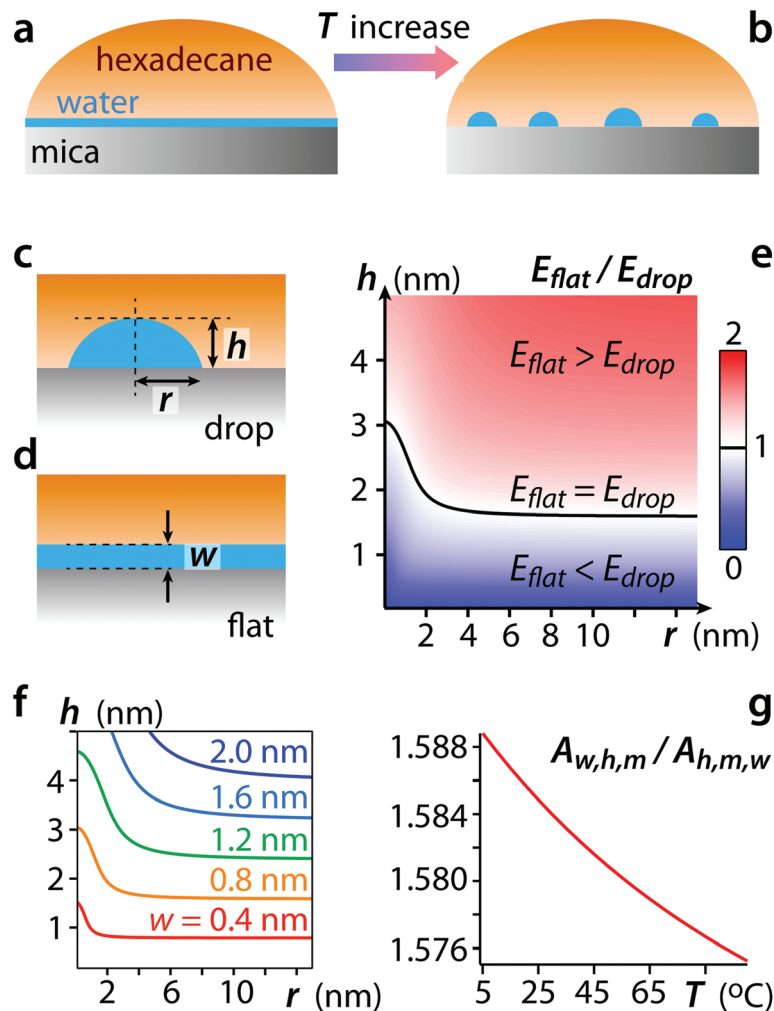 a
T increase
b
hexadecane
water
mica
c
h
r
drop
d
w
flat
e
h (nm)
E_flat / E_drop
4
3
2
1
E_flat > E_drop
E_flat = E_drop
E_flat < E_drop
2 4 6 8 10 r (nm)
2
1
0
f
h (nm)
4
3
2
1
2.0 nm
1.6 nm
1.2 nm
0.8 nm
w = 0.4 nm
2 6 10 r (nm)
g
A_w,h,m / A_h,m,w
1.588
1.584
1.580
1.576
5 25 45 65 T (ºC)